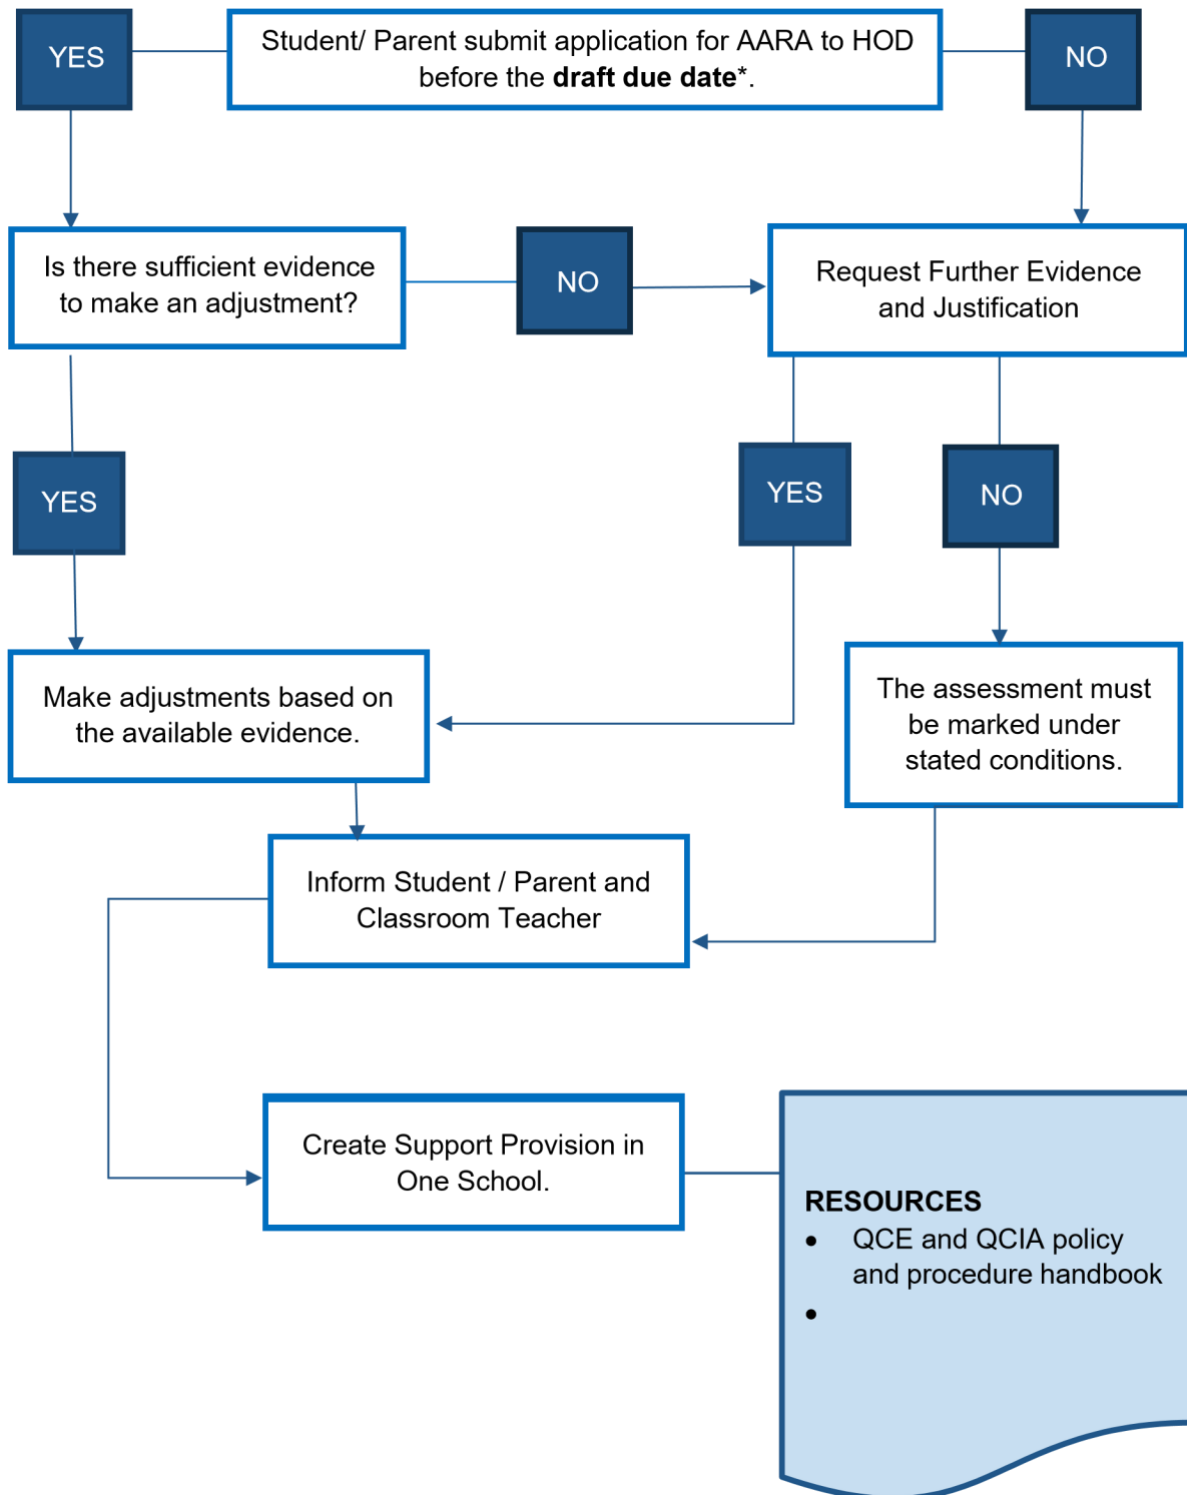 YES
Student/ Parent submit application for AARA to HOD
before the draft due date*.
NO
Is there sufficient evidence
to make an adjustment?
NO
Request Further Evidence
and Justification
YES
YES
NO
Make adjustments based on
the available evidence.
The assessment must
be marked under
stated conditions.
Inform Student / Parent and
Classroom Teacher
Create Support Provision in
One School.
RESOURCES
• QCE and QCIA policy
and procedure handbook
•